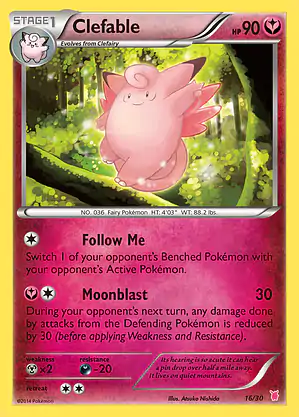 STAGE1 Clefable HP 90
Evolves from Clefairy
NO. 036 Fairy Pokémon HT: 4'03" WT: 88.2 lbs.
Follow Me
Switch 1 of your opponent's Benched Pokémon with
your opponent's Active Pokémon.
Moonblast 30
During your opponent's next turn, any damage done
by attacks from the Defending Pokémon is reduced
by 30 (before applying Weakness and Resistance).
weakness resistance
×2 -20
retreat
Its hearing is so acute it can hear
a pin drop over half a mile away.
It lives on quiet mountains.
©2014 Pokémon
Illus. Atsuko Nishida
16/30